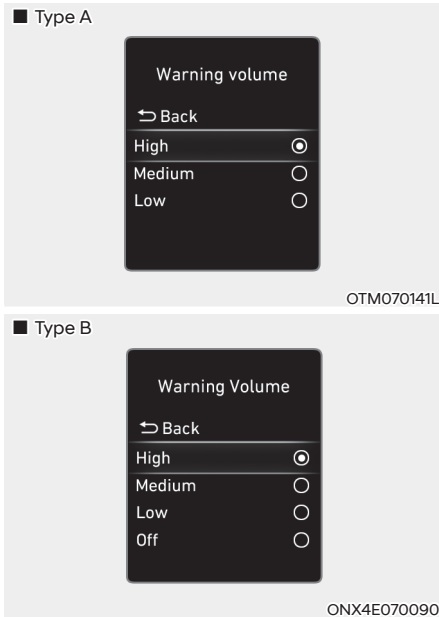 ■ Type A
Warning volume
Back
High
Medium
Low
OTM070141L
■ Type B
Warning Volume
Back
High
Medium
Low
Off
ONX4E070090